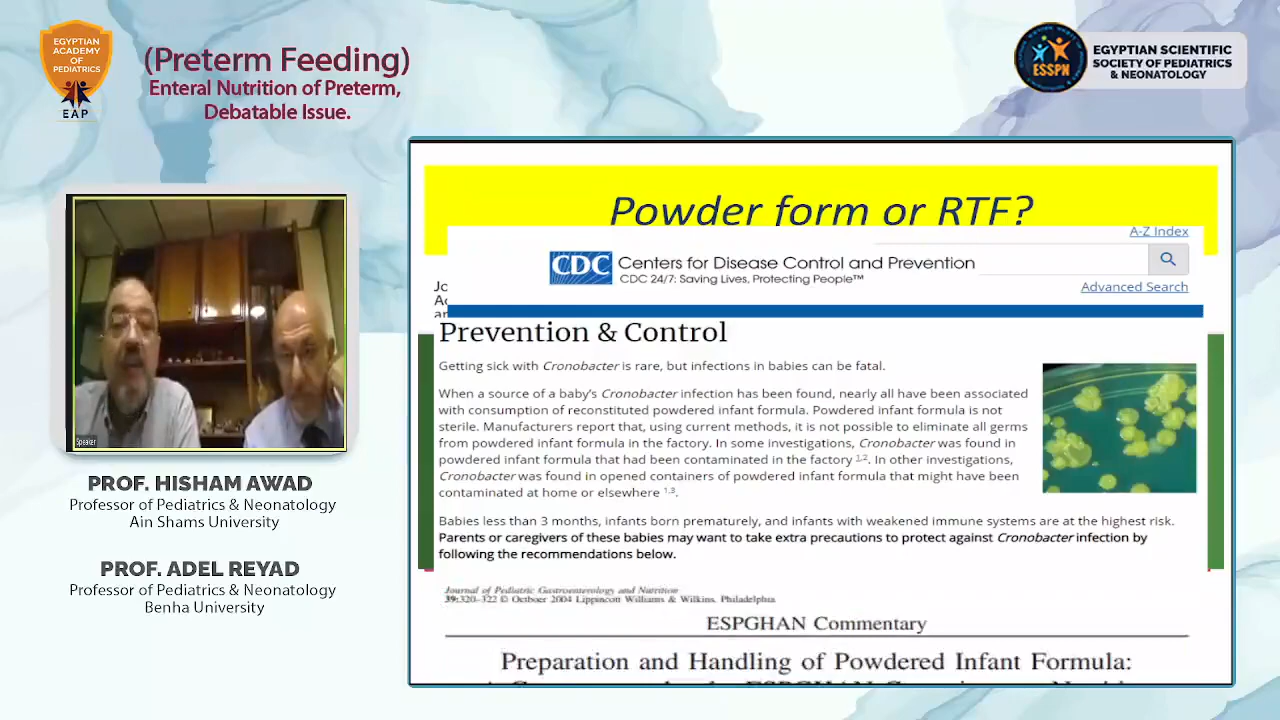 EGYPTIAN
ACADEMY
OF
PEDIATRICS
EAP
(Preterm Feeding)
Enteral Nutrition of Preterm,
Debatable Issue.
ESSPN
EGYPTIAN SCIENTIFIC
SOCIETY OF PEDIATRICS
& NEONATOLOGY
Speaker
PROF. HISHAM AWAD
Professor of Pediatrics & Neonatology
Ain Shams University
PROF. ADEL REYAD
Professor of Pediatrics & Neonatology
Benha University
Powder form or RTF?
A-Z Index
CDC Centers for Disease Control and Prevention
CDC 24/7: Saving Lives, Protecting People™
Advanced Search
Prevention & Control
Getting sick with Cronobacter is rare, but infections in babies can be fatal.
When a source of a baby’s Cronobacter infection has been found, nearly all have been associated
with consumption of reconstituted powdered infant formula. Powdered infant formula is not
sterile. Manufacturers report that, using current methods, it is not possible to eliminate all germs
from powdered infant formula in the factory. In some investigations, Cronobacter was found in
powdered infant formula that had been contaminated in the factory 1,2. In other investigations,
Cronobacter was found in opened containers of powdered infant formula that might have been
contaminated at home or elsewhere 1,3.
Babies less than 3 months, infants born prematurely, and infants with weakened immune systems are at the highest risk.
Parents or caregivers of these babies may want to take extra precautions to protect against Cronobacter infection by
following the recommendations below.
Journal of Pediatric Gastroenterology and Nutrition
39:320–322 © Octboer 2004 Lippincott Williams & Wilkins, Philadelphia
ESPGHAN Commentary
Preparation and Handling of Powdered Infant Formula: